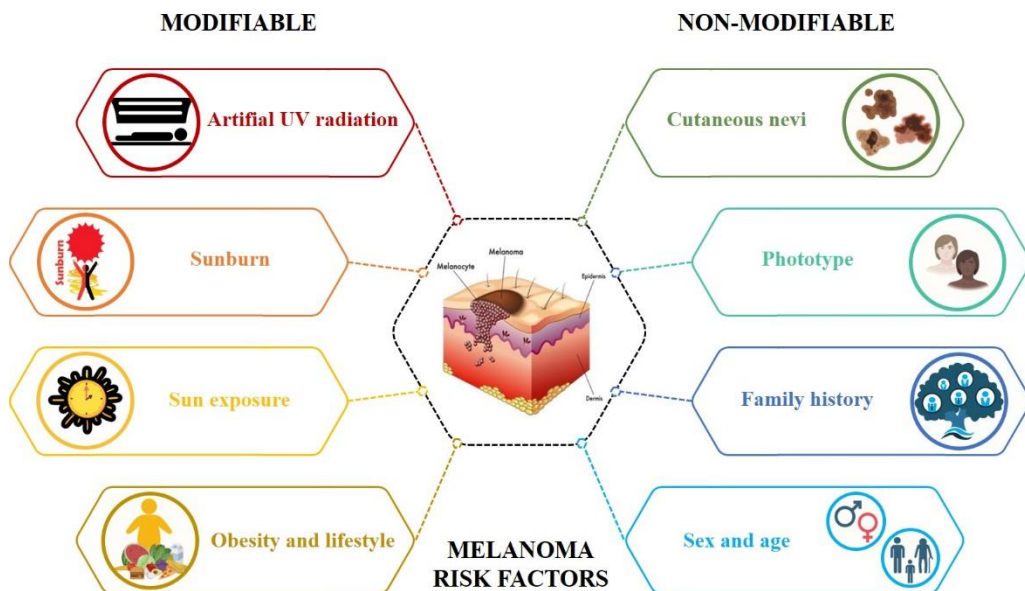 MODIFIABLE
NON-MODIFIABLE
Artifial UV radiation
Cutaneous nevi
Sunburn
Sunburn
Melanoma
Melanocyte
Epidermis
Phototype
Sun exposure
Dermis
Family history
Obesity and lifestyle
Sex and age
MELANOMA
RISK FACTORS